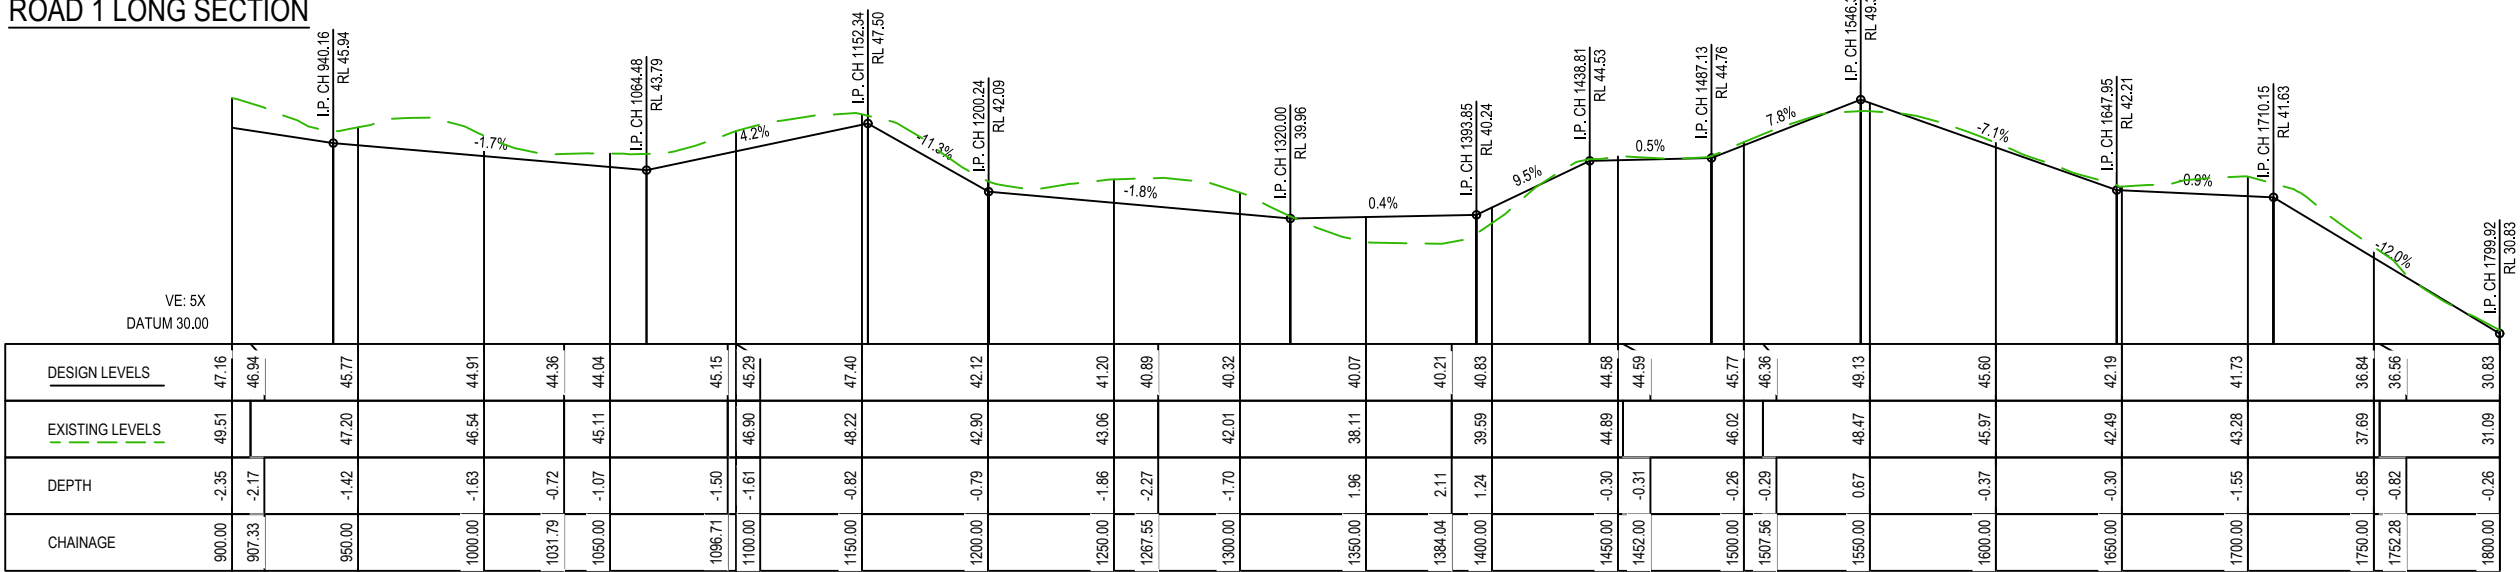 ROAD 1 LONG SECTION
I.P. CH 940.16
RL 45.94
I.P. CH 1064.48
RL 43.79
I.P. CH 1152.34
RL 47.50
I.P. CH 1200.24
RL 42.09
I.P. CH 1320.00
RL 39.96
I.P. CH 1393.85
RL 40.24
I.P. CH 1438.81
RL 44.53
I.P. CH 1487.13
RL 44.76
I.P. CH 1546.
RL 49.
I.P. CH 1647.95
RL 42.21
I.P. CH 1710.15
RL 41.63
I.P. CH 1799.92
RL 30.83
-1.7%
4.2%
-11.3%
-1.8%
0.4%
9.5%
0.5%
7.8%
-7.1%
-0.9%
-12.0%
VE: 5X
DATUM 30.00
DESIGN LEVELS 47.16 46.94 45.77 44.91 44.36 44.04 45.15 45.29 47.40 42.12 41.20 40.89 40.32 40.07 40.21 40.83 44.58 44.59 45.77 46.36 49.13 45.60 42.19 41.73 36.84 36.56 30.83
EXISTING LEVELS 49.51 47.20 46.54 45.11 46.90 48.22 42.90 43.06 42.01 38.11 39.59 44.89 46.02 48.47 45.97 42.49 43.28 37.69 31.09
DEPTH -2.35 -2.17 -1.42 -1.63 -0.72 -1.07 -1.50 -1.61 -0.82 -0.79 -1.86 -2.27 -1.70 1.96 2.11 1.24 -0.30 -0.31 -0.26 -0.29 0.67 -0.37 -0.30 -1.55 -0.85 -0.82 -0.26
CHAINAGE 900.00 907.33 950.00 1000.00 1031.79 1050.00 1096.71 1100.00 1150.00 1200.00 1250.00 1267.55 1300.00 1350.00 1384.04 1400.00 1450.00 1452.00 1500.00 1507.56 1550.00 1600.00 1650.00 1700.00 1750.00 1752.28 1800.00